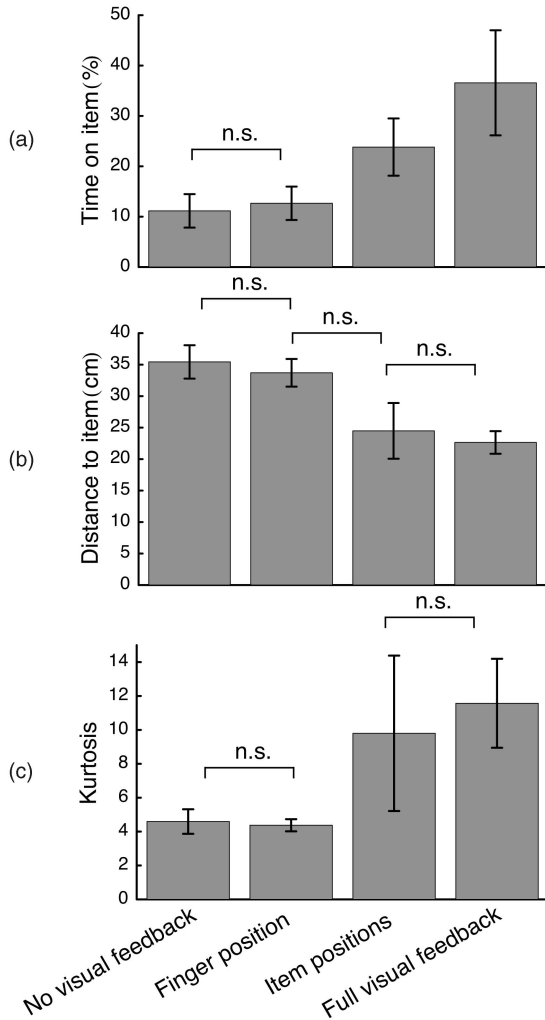 (a)
Time on item(%)
50
40
30
20
10
0
n.s.
(b)
Distance to item(cm)
40
35
30
25
20
15
10
5
0
n.s.
n.s.
n.s.
(c)
Kurtosis
14
12
10
8
6
4
2
0
n.s.
n.s.
No visual feedback
Finger position
Item positions
Full visual feedback